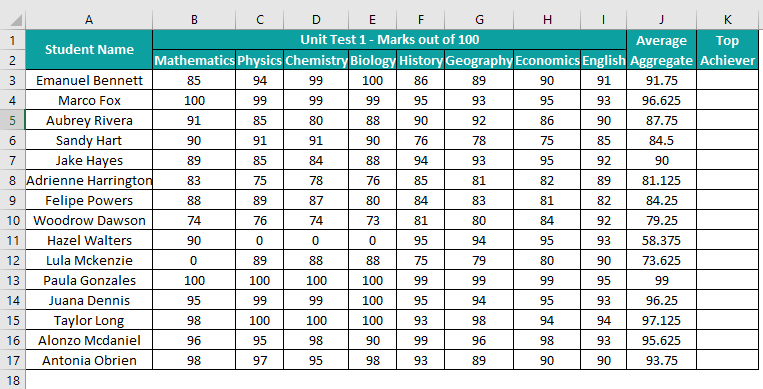 A B C D E F G H I J K
1 Student Name Unit Test 1 - Marks out of 100 Average Aggregate Top Achiever
2 Mathematics Physics Chemistry Biology History Geography Economics English
3 Emanuel Bennett 85 94 99 100 86 89 90 91 91.75
4 Marco Fox 100 99 99 99 95 93 95 93 96.625
5 Aubrey Rivera 91 85 80 88 90 92 86 90 87.75
6 Sandy Hart 90 91 91 90 76 78 75 85 84.5
7 Jake Hayes 89 85 84 88 94 93 95 92 90
8 Adrienne Harrington 83 75 78 76 85 81 82 89 81.125
9 Felipe Powers 88 89 87 80 84 83 81 82 84.25
10 Woodrow Dawson 74 76 74 73 81 80 84 92 79.25
11 Hazel Walters 90 0 0 0 95 94 95 93 58.375
12 Lula Mckenzie 0 89 88 88 75 79 80 90 73.625
13 Paula Gonzales 100 100 100 100 99 99 99 95 99
14 Juana Dennis 95 99 99 100 95 94 95 93 96.25
15 Taylor Long 98 100 100 100 93 98 94 94 97.125
16 Alonzo Mcdaniel 96 95 98 90 99 96 98 93 95.625
17 Antonia Obrien 98 97 95 98 93 89 90 90 93.75
18